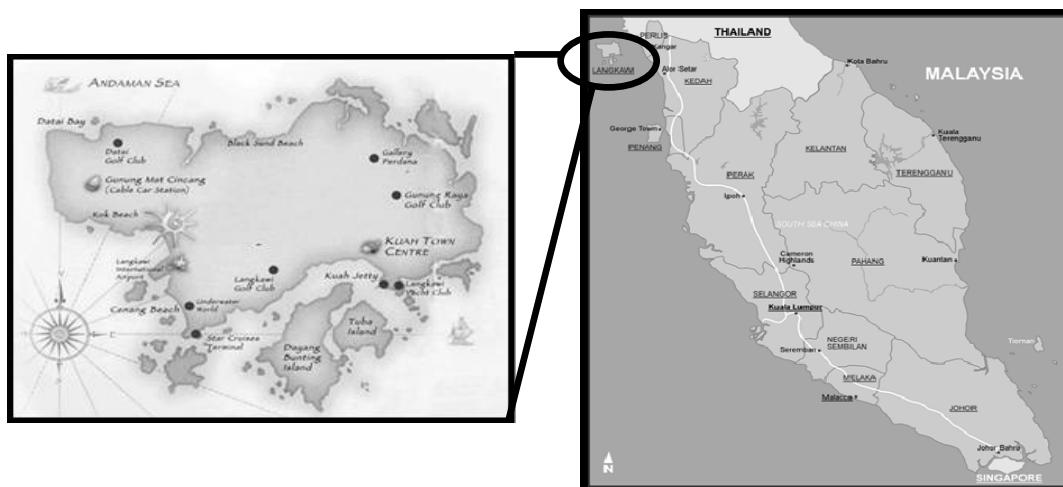 ANDAMAN SEA
Datai Bay
Datai
Golf Club
Black Sand Beach
Gallery
Perdana
Gunung Mat Cincang
(Cable Car Station)
Gunung Raya
Golf Club
Kok Beach
KUAH TOWN
CENTRE
Langkawi
International
Airport
Langkawi
Golf Club
Kuah Jetty
Langkawi
Yacht Club
Cenang Beach
Underwater
World
Star Cruises
Terminal
Tuba
Island
Dayang
Bunting
Island
THAILAND
PERLIS
Kangar
LANGKAWI
Alor Setar
KEDAH
Kota Bahru
MALAYSIA
George Town
IPENANG
KELANTAN
Kuala
Terengganu
TERENGGANU
IPERAK
Ipoh
SOUTH SEA CHINA
Cameron
Highlands
PAHANG
IKuantan
SELANGOR
Kuala Lumpur
NEGERI
SEMBILAN
Seremban
Tioman
MELAKA
Malacca
JOHOIR
Johor Bahru
N
SINGAPORE